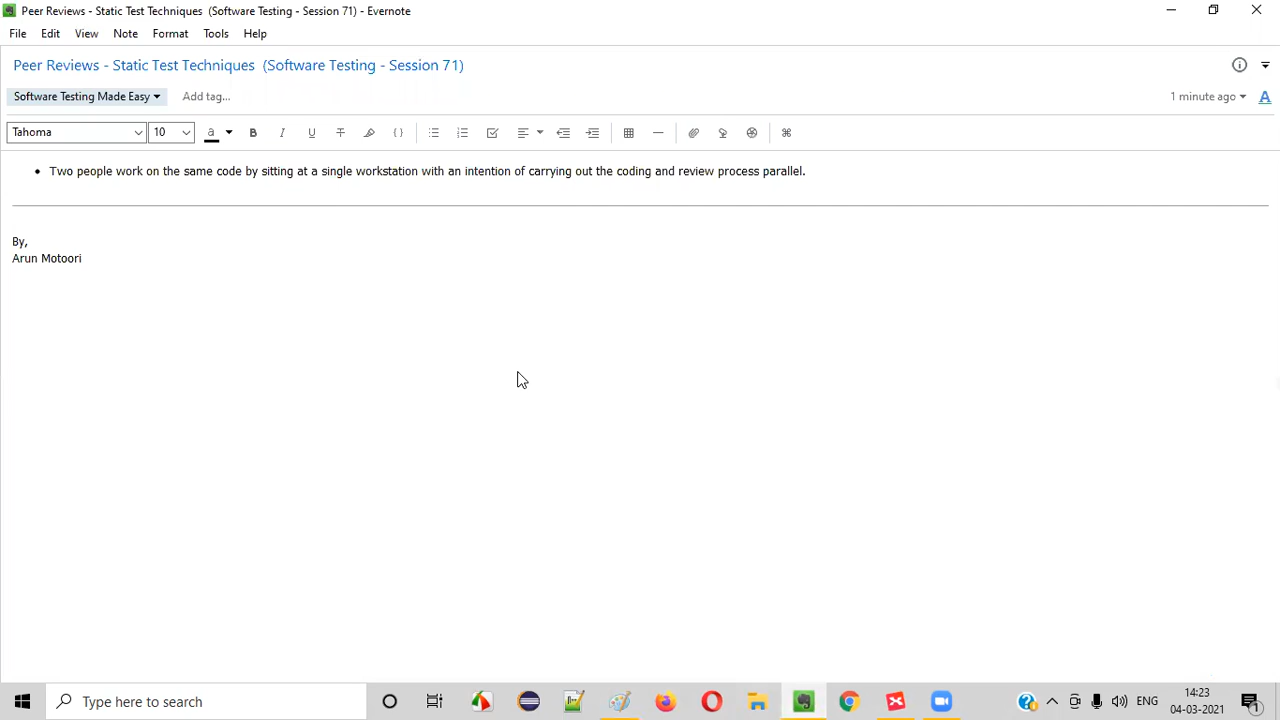 Peer Reviews - Static Test Techniques  (Software Testing - Session 71) - Evernote
File Edit View Note Format Tools Help
Peer Reviews - Static Test Techniques  (Software Testing - Session 71)
Software Testing Made Easy Add tag... 1 minute ago A
Tahoma 10 a B I U T { }
• Two people work on the same code by sitting at a single workstation with an intention of carrying out the coding and review process parallel.
By,
Arun Motoori
Type here to search ENG 14:23
04-03-2021